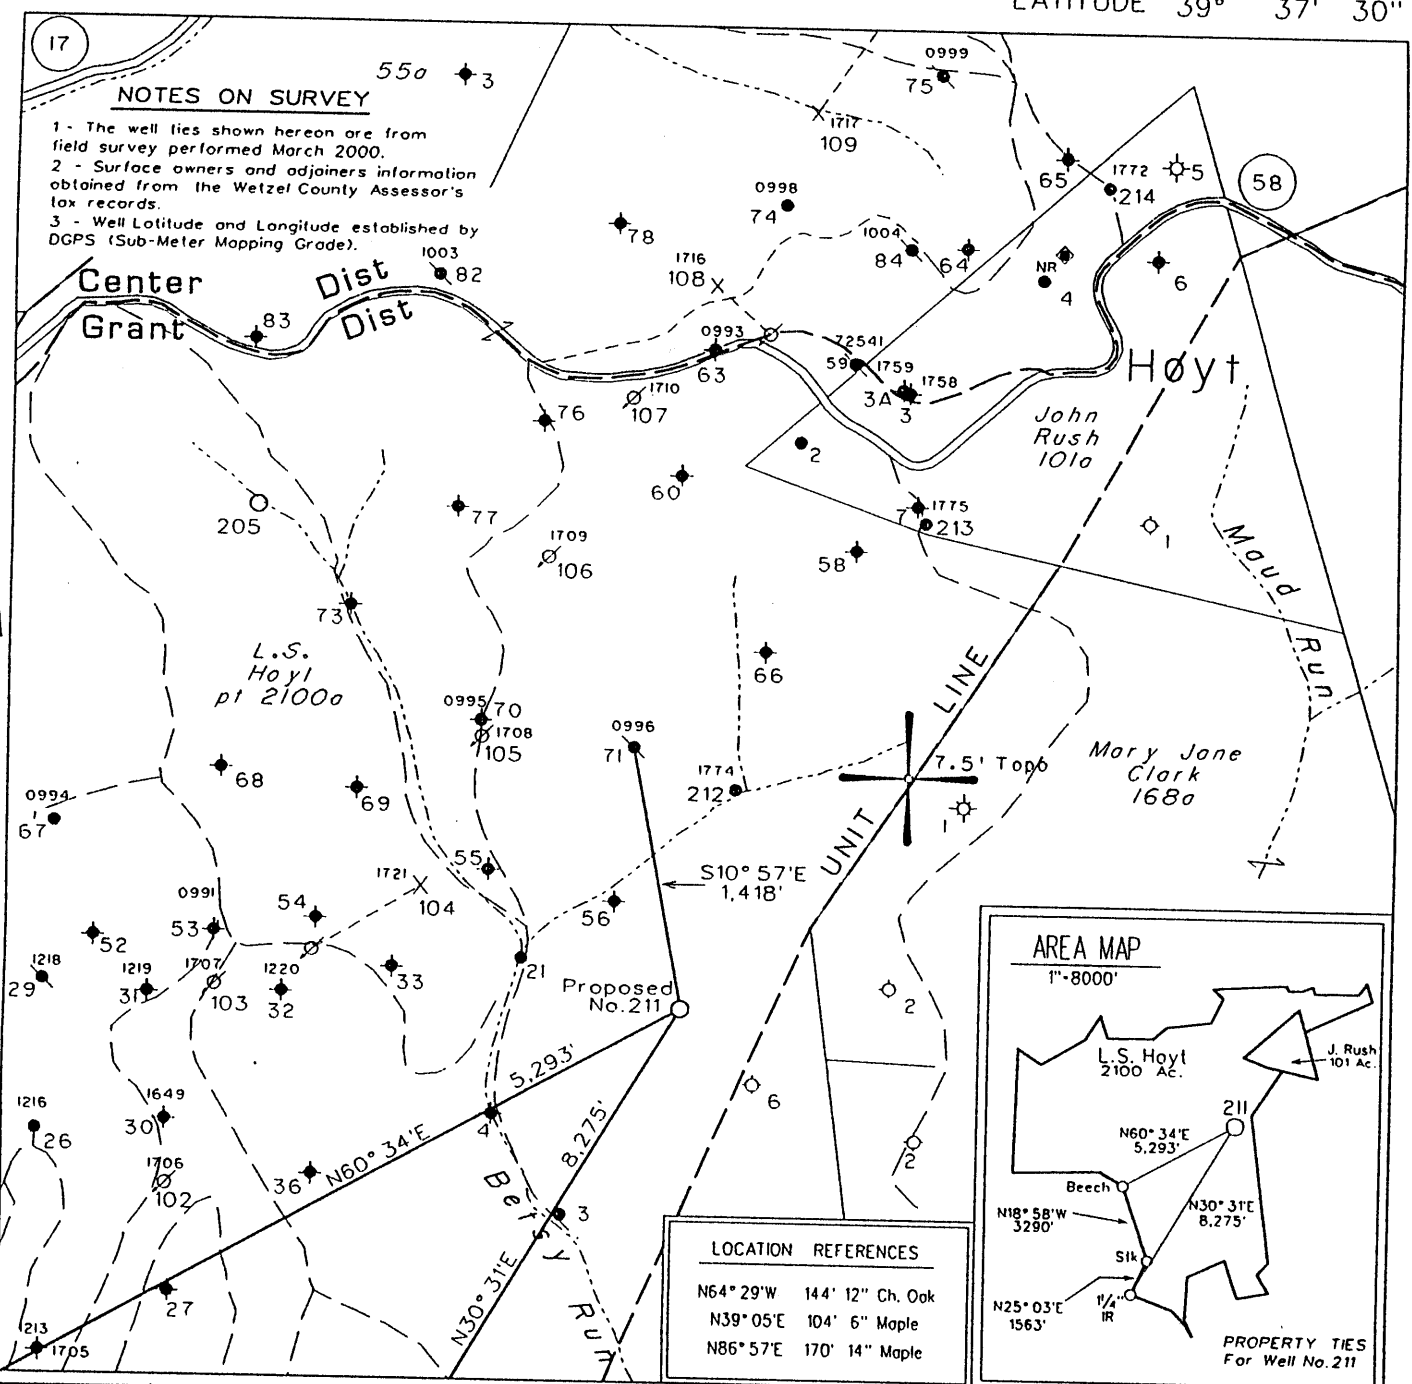 LATITUDE 39° 37' 30"
17
55a
3
0999
75
NOTES ON SURVEY
1 - The well ties shown hereon are from
field survey performed March 2000.
2 - Surface owners and adjoiners information
obtained from the Wetzel County Assessor's
tax records.
3 - Well Latitude and Longitude established by
DGPS (Sub-Meter Mapping Grade).
1717
109
65
1772
214
5
58
0998
74
78
1004
84
64
NR
4
6
1003
82
1716
108
Center Dist
Grant Dist
83
0993
63
72541
59
1759
3A
1758
3
Hoyt
1710
107
76
John
Rush
101a
2
60
205
77
7
1775
213
1
1709
106
58
Maud Run
73
L.S.
Hoyt
pt 2100a
66
0995
70
1708
105
0996
71
UNIT LINE
7.5' Topo
Mary Jane
Clark
168a
68
69
1774
212
0994
67
1
55
S10° 57'E
1,418'
1721
104
0991
53
54
56
52
1218
29
1219
31
1707
103
1220
32
33
21
Proposed
No.211
2
5,293'
N60° 34'E
8,275'
N30° 31'E
6
1216
26
1649
30
4
2
1706
102
36
Betsy Run
3
27
1213
1705
LOCATION REFERENCES
N64° 29'W 144' 12" Ch. Oak
N39° 05'E 104' 6" Maple
N86° 57'E 170' 14" Maple
AREA MAP
1"-8000'
L.S. Hoyt
2100 Ac.
J. Rush
101 Ac.
211
N60° 34'E
5,293'
Beech
N18° 58'W
3290'
N30° 31'E
8,275'
Stk
N25° 03'E
1563'
1¼"
IR
PROPERTY TIES
For Well No.211